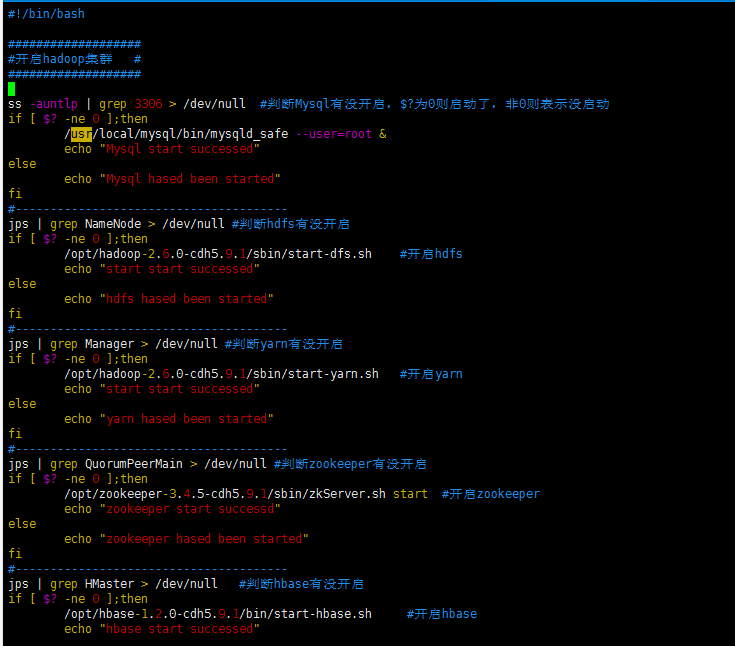 #!/bin/bash
###################
#开启hadoop集群   #
###################
ss -auntlp | grep 3306 > /dev/null  #判断Mysql有没开启，$?为0则启动了，非0则表示没启动
if [ $? -ne 0 ];then
        /usr/local/mysql/bin/mysqld_safe --user=root &
        echo "Mysql start successed"
else
        echo "Mysql hased been started"
fi
#---------------------------------------
jps | grep NameNode > /dev/null #判断hdfs有没开启
if [ $? -ne 0 ];then
        /opt/hadoop-2.6.0-cdh5.9.1/sbin/start-dfs.sh    #开启hdfs
        echo "start start successed"
else
        echo "hdfs hased been started"
fi
#---------------------------------------
jps | grep Manager > /dev/null #判断yarn有没开启
if [ $? -ne 0 ];then
        /opt/hadoop-2.6.0-cdh5.9.1/sbin/start-yarn.sh   #开启yarn
        echo "start start successed"
else
        echo "yarn hased been started"
fi
#---------------------------------------
jps | grep QuorumPeerMain > /dev/null #判断zookeeper有没开启
if [ $? -ne 0 ];then
        /opt/zookeeper-3.4.5-cdh5.9.1/sbin/zkServer.sh start  #开启zookeeper
        echo "zookeeper start successd"
else
        echo "zookeeper hased been started"
fi
#---------------------------------------
jps | grep HMaster > /dev/null   #判断hbase有没开启
if [ $? -ne 0 ];then
        /opt/hbase-1.2.0-cdh5.9.1/bin/start-hbase.sh     #开启hbase
        echo "hbase start successed"